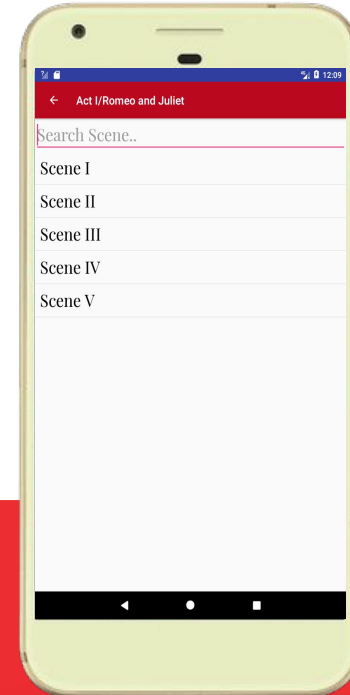 12:09
Act I/Romeo and Juliet
Search Scene..
Scene I
Scene II
Scene III
Scene IV
Scene V